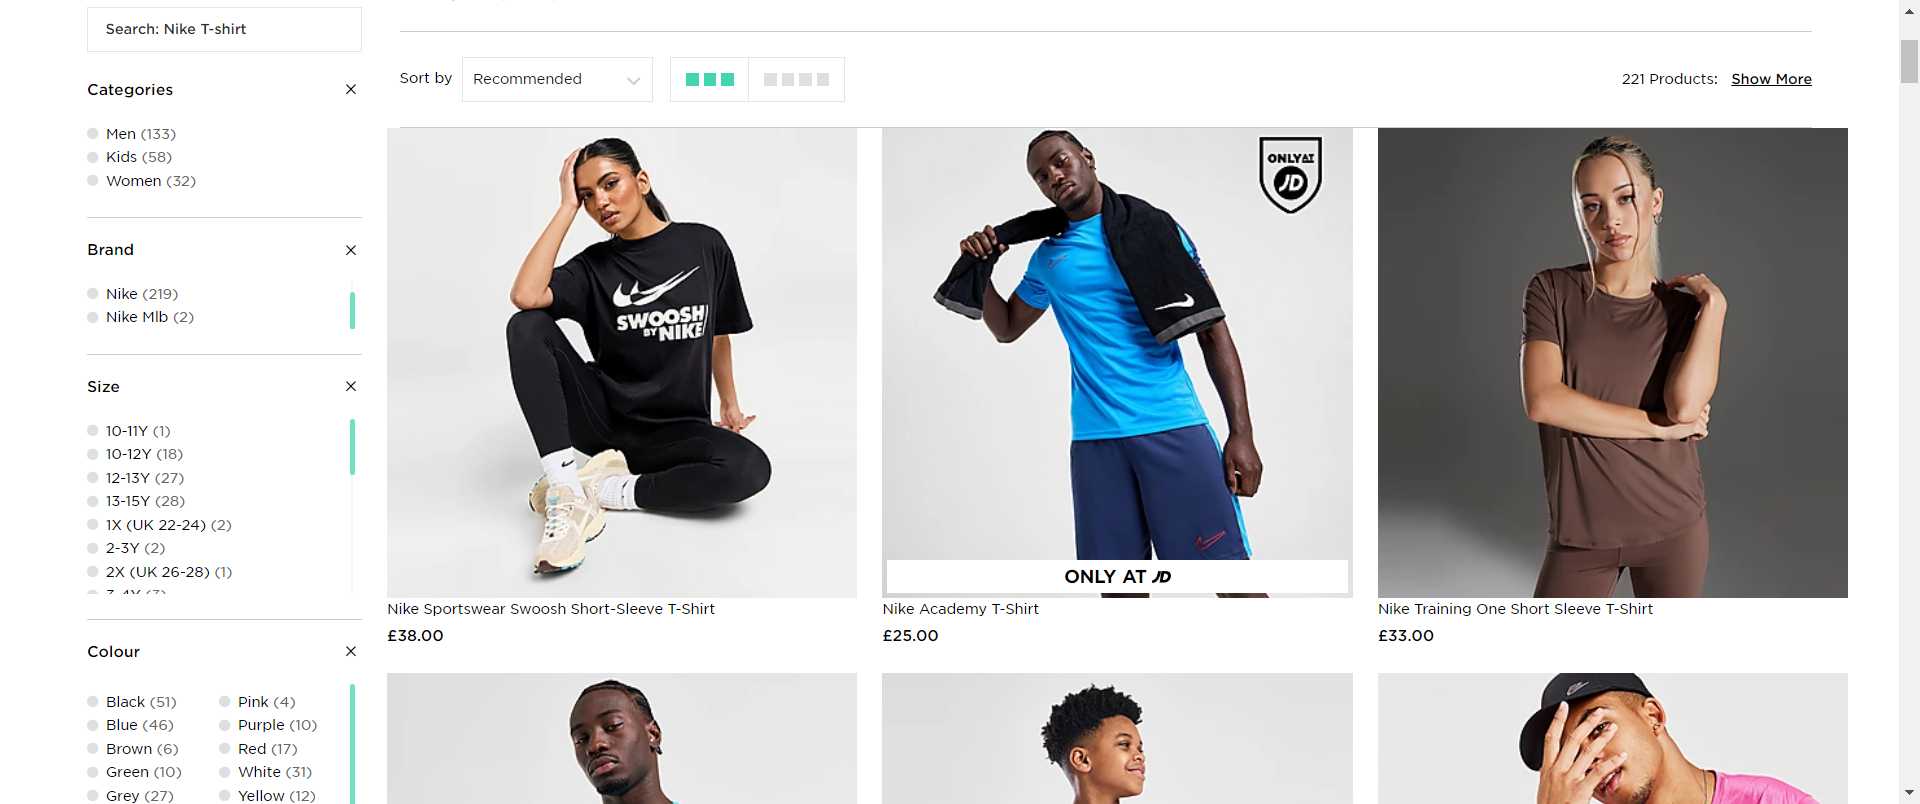 Search: Nike T-shirt
Sort by
Recommended
221 Products: Show More
Categories
Men (133)
Kids (58)
Women (32)
Brand
Nike (219)
Nike Mlb (2)
Size
10-11Y (1)
10-12Y (18)
12-13Y (27)
13-15Y (28)
1X (UK 22-24) (2)
2-3Y (2)
2X (UK 26-28) (1)
Colour
Black (51)
Blue (46)
Brown (6)
Green (10)
Grey (27)
Pink (4)
Purple (10)
Red (17)
White (31)
Yellow (12)
SWOOSH
BY NIKE
Nike Sportswear Swoosh Short-Sleeve T-Shirt
£38.00
ONLY AT
JD
ONLY AT JD
Nike Academy T-Shirt
£25.00
Nike Training One Short Sleeve T-Shirt
£33.00